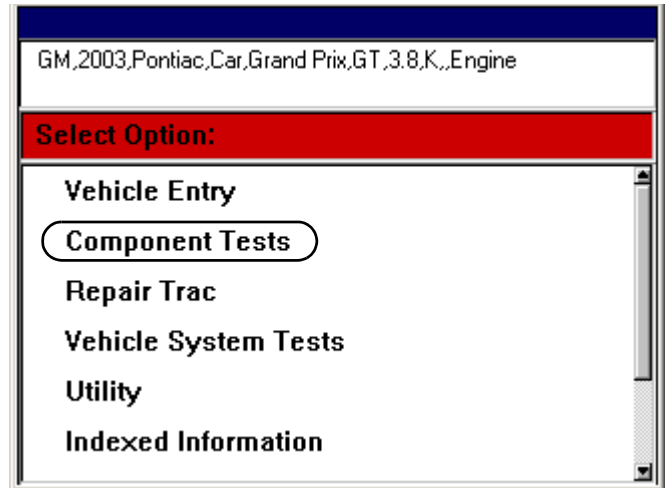 GM,2003,Pontiac,Car,Grand Prix,GT,3.8,K,,Engine
Select Option:
Vehicle Entry
Component Tests
Repair Trac
Vehicle System Tests
Utility
Indexed Information